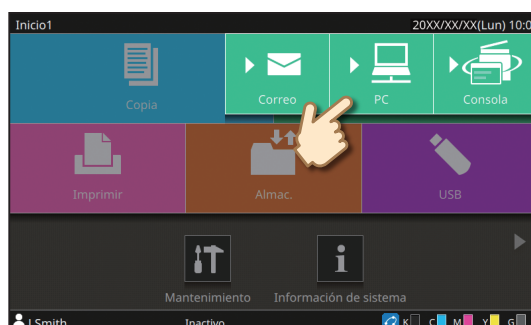 Inicio1 20XX/XX/XX(Lun) 10:0
Copia
Correo PC Consola
Imprimir Almac. USB
Mantenimiento Información de sistema
J.Smith Inactivo K C M Y G